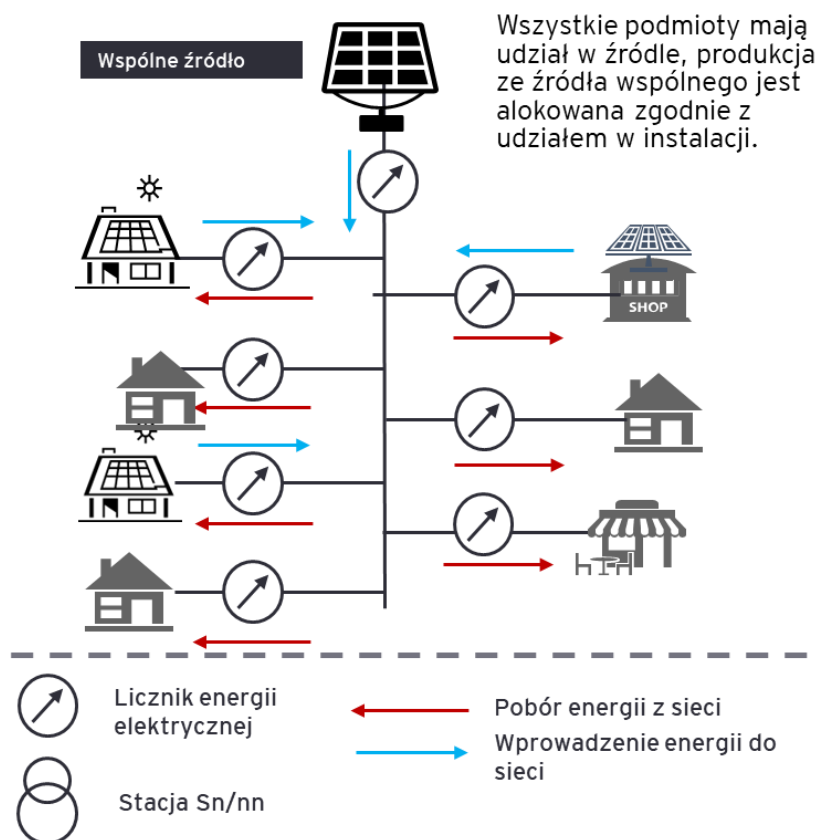 Wspólne źródło
Wszystkie podmioty mają
udział w źródle, produkcja
ze źródła wspólnego jest
alokowana zgodnie z
udziałem w instalacji.
SHOP
Licznik energii
elektrycznej
Stacja Sn/nn
Pobór energii z sieci
Wprowadzenie energii do
sieci